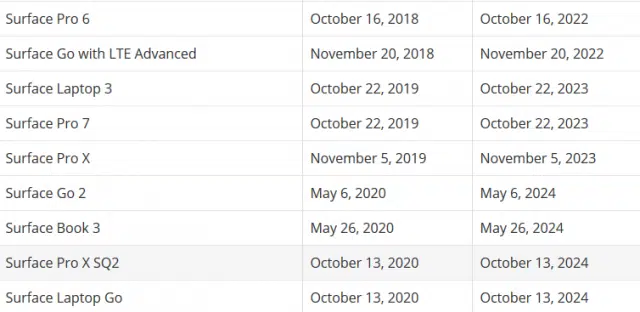 Surface Pro 6 October 16, 2018 October 16, 2022
Surface Go with LTE Advanced November 20, 2018 November 20, 2022
Surface Laptop 3 October 22, 2019 October 22, 2023
Surface Pro 7 October 22, 2019 October 22, 2023
Surface Pro X November 5, 2019 November 5, 2023
Surface Go 2 May 6, 2020 May 6, 2024
Surface Book 3 May 26, 2020 May 26, 2024
Surface Pro X SQ2 October 13, 2020 October 13, 2024
Surface Laptop Go October 13, 2020 October 13, 2024